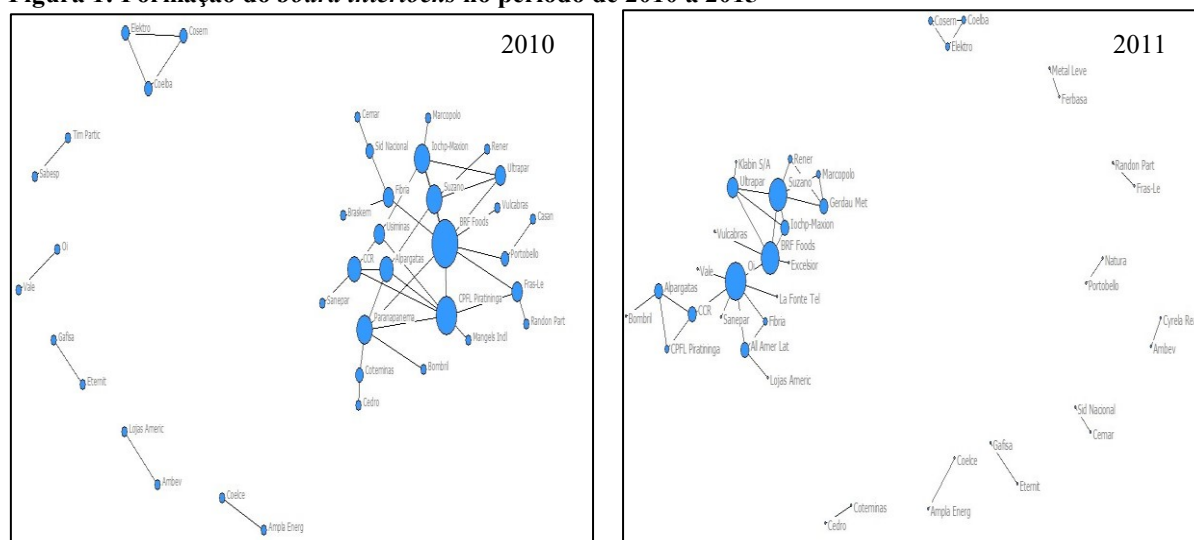 Figura 1: Formação do board interlocks no período de 2010 a 2015
2010
Elektro
Cosern
Coelba
Tim Partic
Sabesp
Oi
Vale
Gafisa
Eternit
Lojas Americ
Ambev
Coelce
Ampla Energ
Cemar
Marcopolo
Sid Nacional
Iochp-Maxion
Rener
Ultrapar
Fibria
Suzano
Braskem
Vulcabras
Casan
Usiminas
BRF Foods
Portobello
CCR
Alpargatas
Sanepar
Fras-Le
CPFL Piratininga
Randon Part
Paranapanema
Mangels Indl
Coteminas
Bombril
Cedro
2011
Cosern
Coelba
Elektro
Metal Leve
Ferbasa
Klabin S/A
Rener
Ultrapar
Suzano
Marcopolo
Gerdau Met
Randon Part
Fras-Le
Iochp-Maxion
Vulcabras
BRF Foods
Excelsior
Oi
Vale
La Fonte Tel
Natura
Portobello
Alpargatas
Bombril
CCR
Sanepar
Fibria
CPFL Piratininga
All Amer Lat
Lojas Americ
Cyrela Rea
Ambev
Sid Nacional
Cemar
Gafisa
Coelce
Eternit
Ampla Energ
Coteminas
Cedro